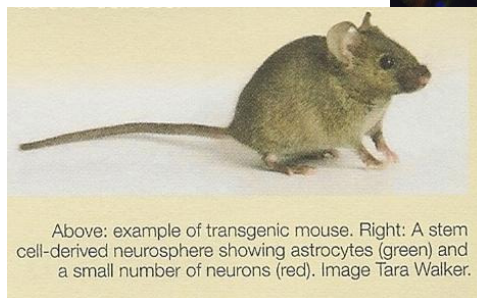 Above: example of transgenic mouse. Right: A stem
cell-derived neurosphere showing astrocytes (green) and
a small number of neurons (red). Image Tara Walker.